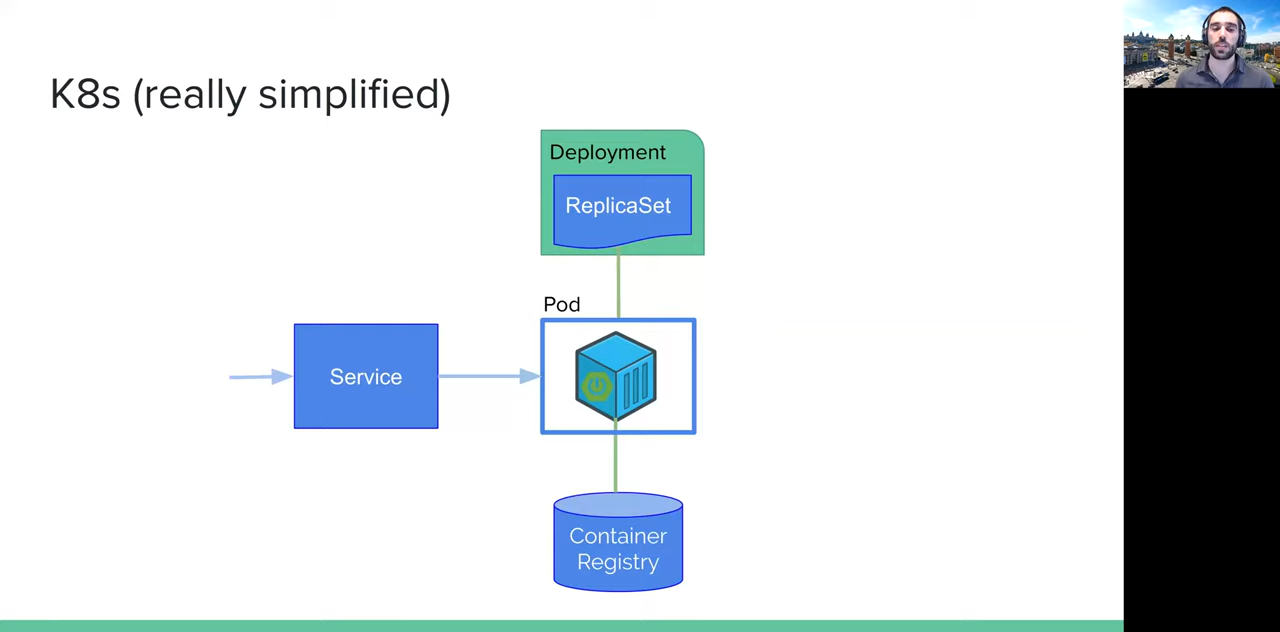 K8s (really simplified)
Deployment
ReplicaSet
Pod
Service
Container
Registry